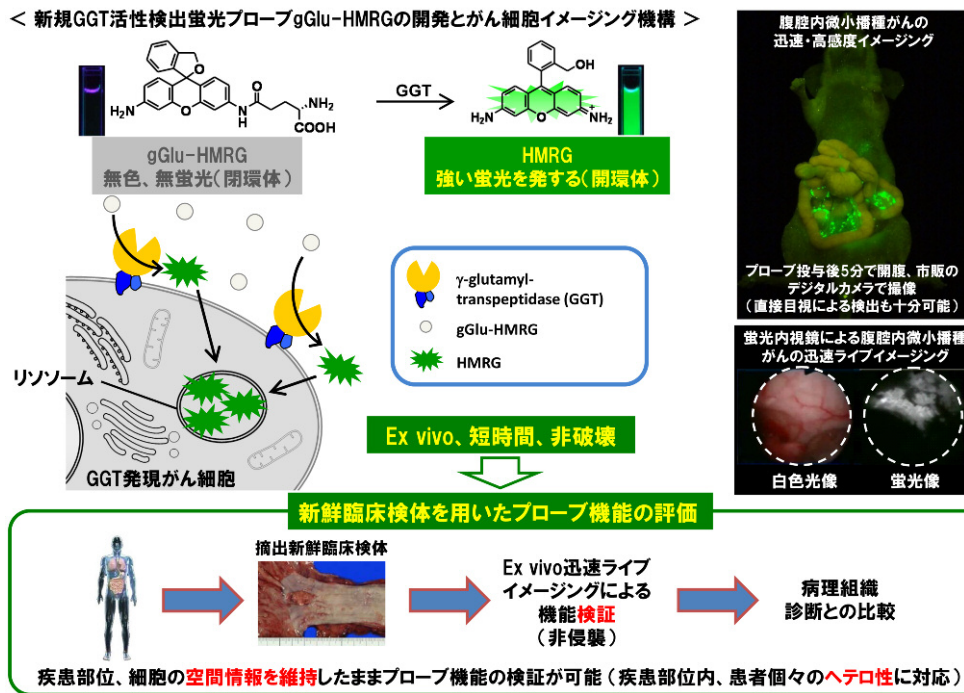 < 新規GGT活性検出蛍光プローブgGlu-HMRGの開発とがん細胞イメージング機構 >
H₂N
O
O
N
H
O
NH₂
COOH
GGT
OH
H₂N
O
NH₂
+
gGlu-HMRG
無色、無蛍光(閉環体)
HMRG
強い蛍光を発する(開環体)
γ-glutamyl-
transpeptidase (GGT)
gGlu-HMRG
HMRG
リソソーム
GGT発現がん細胞
腹腔内微小播種がんの
迅速・高感度イメージング
プローブ投与後5分で開腹、市販の
デジタルカメラで撮像
(直接目視による検出も十分可能)
蛍光内視鏡による腹腔内微小播種
がんの迅速ライブイメージング
白色光像
蛍光像
Ex vivo、短時間、非破壊
新鮮臨床検体を用いたプローブ機能の評価
摘出新鮮臨床検体
Ex vivo迅速ライブ
イメージングによる
機能検証
(非侵襲)
病理組織
診断との比較
疾患部位、細胞の空間情報を維持したままプローブ機能の検証が可能(疾患部位内、患者個々のヘテロ性に対応)